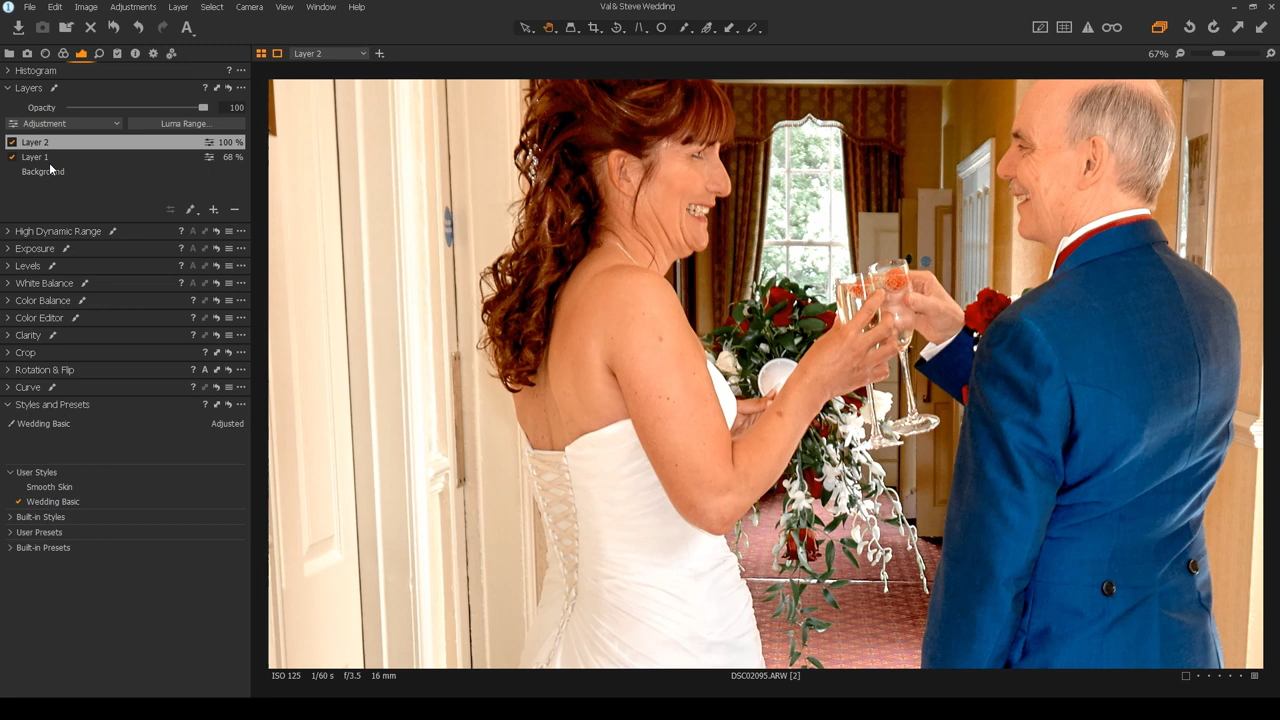 File Edit Image Adjustments Layer Select Camera View Window Help
Val & Steve Wedding
Layer 2
67%
Histogram
Layers
Opacity 100
Adjustment Luma Range...
Layer 2 100 %
Layer 1 68 %
Background
High Dynamic Range
Exposure
Levels
White Balance
Color Balance
Color Editor
Clarity
Crop
Rotation & Flip
Curve
Styles and Presets
Wedding Basic Adjusted
User Styles
Smooth Skin
Wedding Basic
Built-in Styles
User Presets
Built-in Presets
ISO 125 1/60 s f/3.5 16 mm
DSC02095.ARW [2]